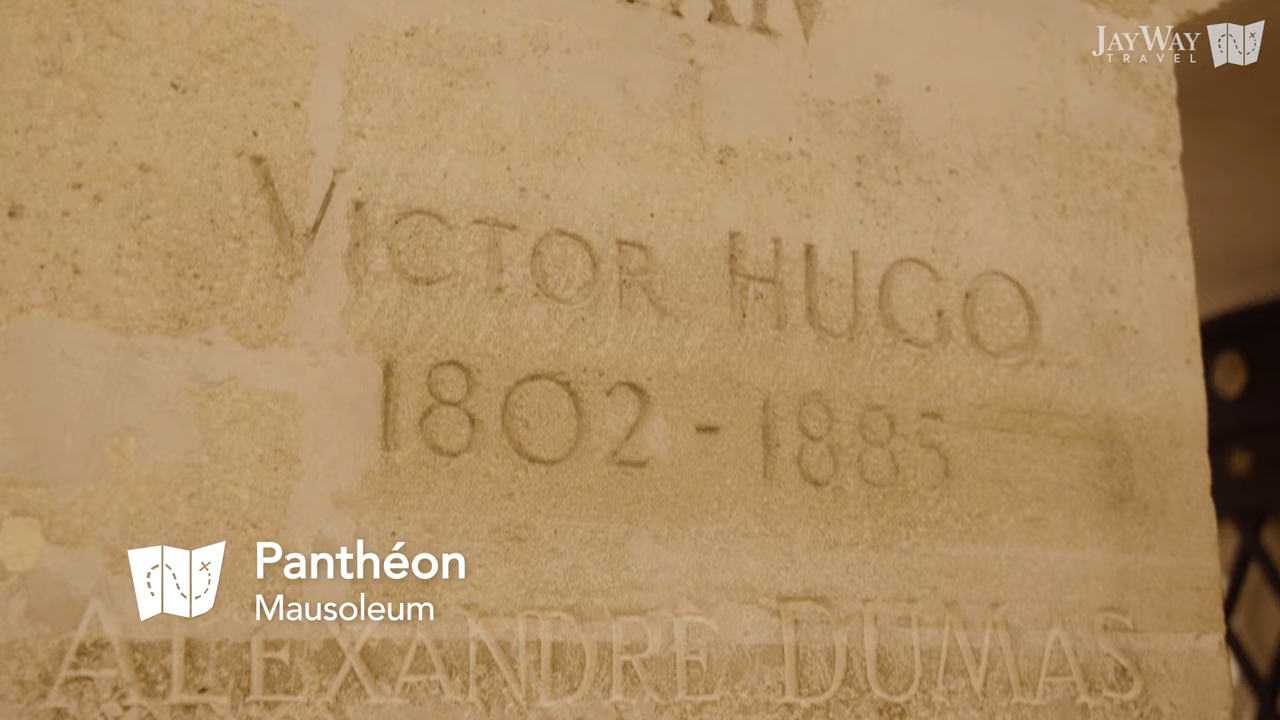 JAYWAY
TRAVEL
VICTOR HUGO
1802 - 1885
Panthéon
Mausoleum
ALEXANDRE DUMAS